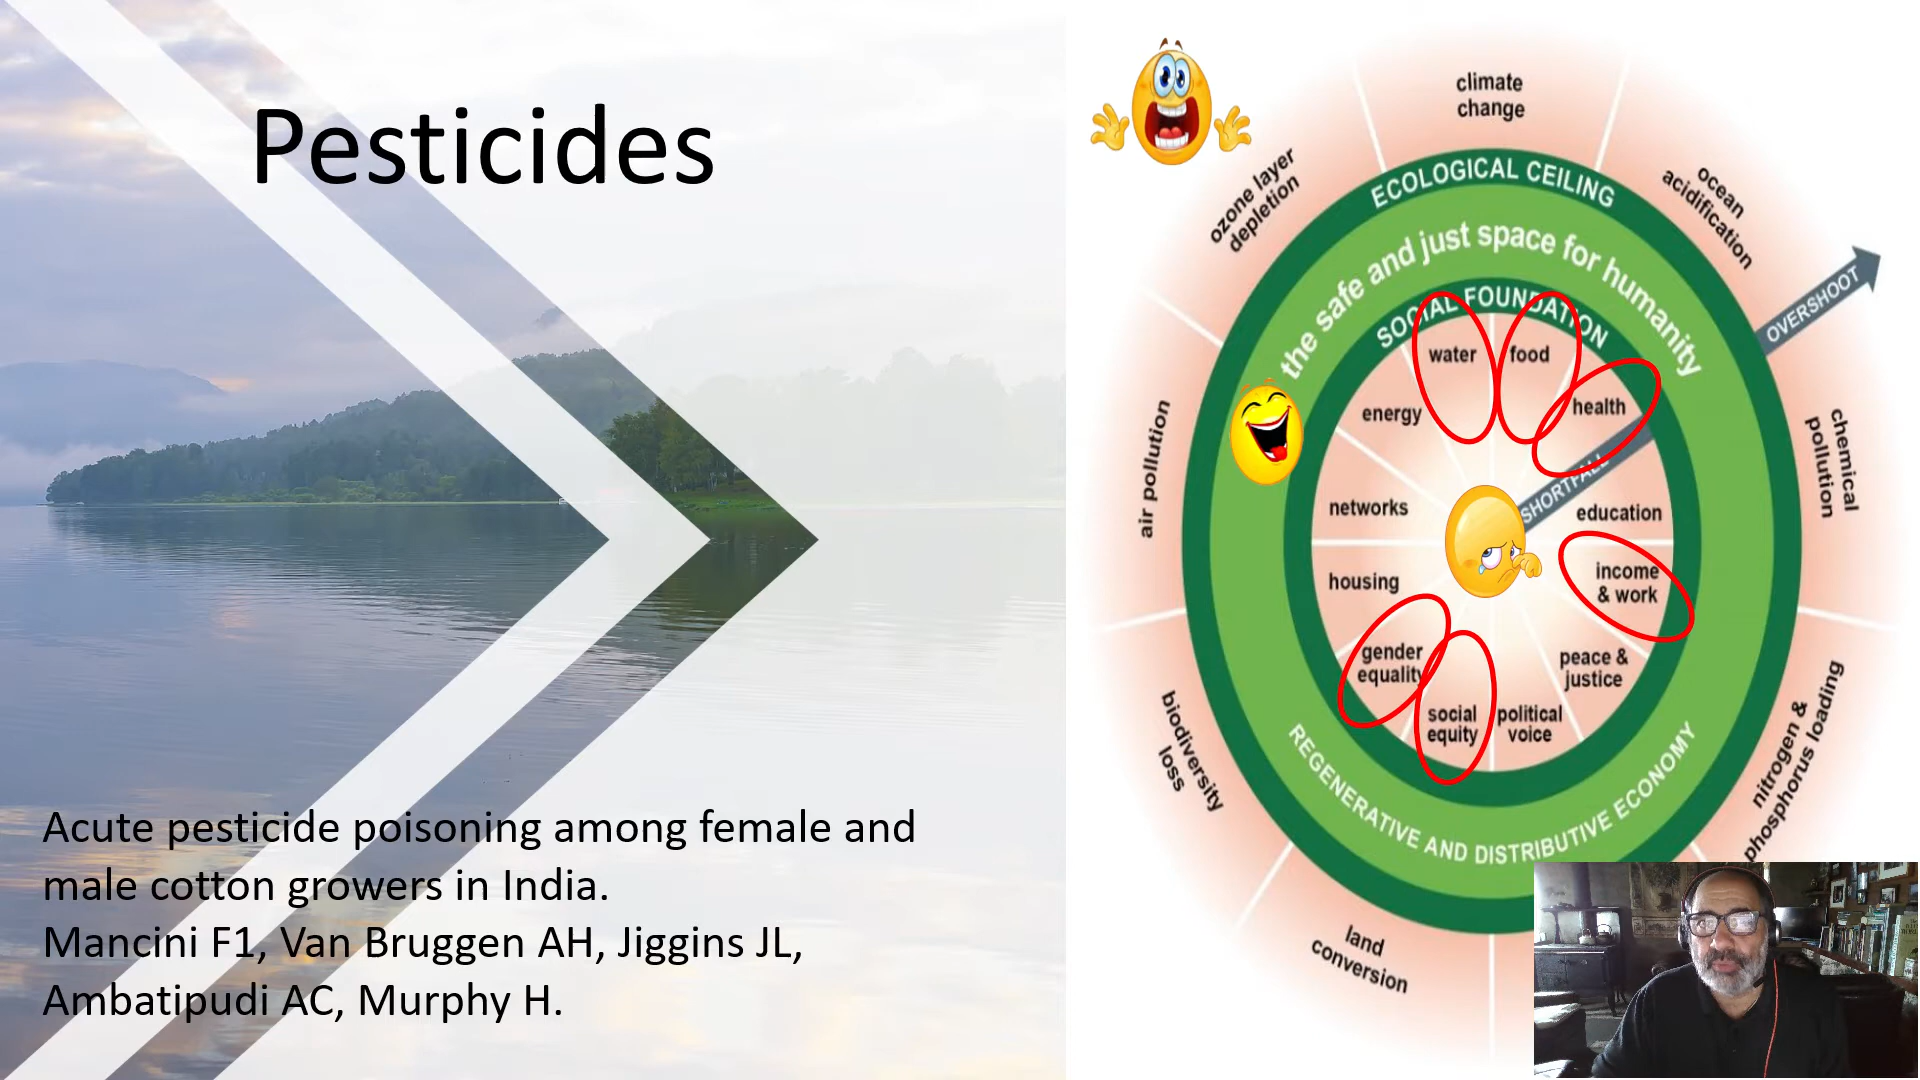 Pesticides
Acute pesticide poisoning among female and
male cotton growers in India.
Mancini F1, Van Bruggen AH, Jiggins JL,
Ambatipudi AC, Murphy H.
climate
change
ozone layer
depletion
ocean
acidification
ECOLOGICAL CEILING
the safe and just space for humanity
OVERSHOOT
SOCIAL FOUNDATION
water
food
energy
health
SHORTFALL
air pollution
chemical
pollution
networks
education
housing
income
& work
gender
equality
peace &
justice
social
equity
political
voice
biodiversity
loss
nitrogen &
phosphorus loading
REGENERATIVE AND DISTRIBUTIVE ECONOMY
land
conversion